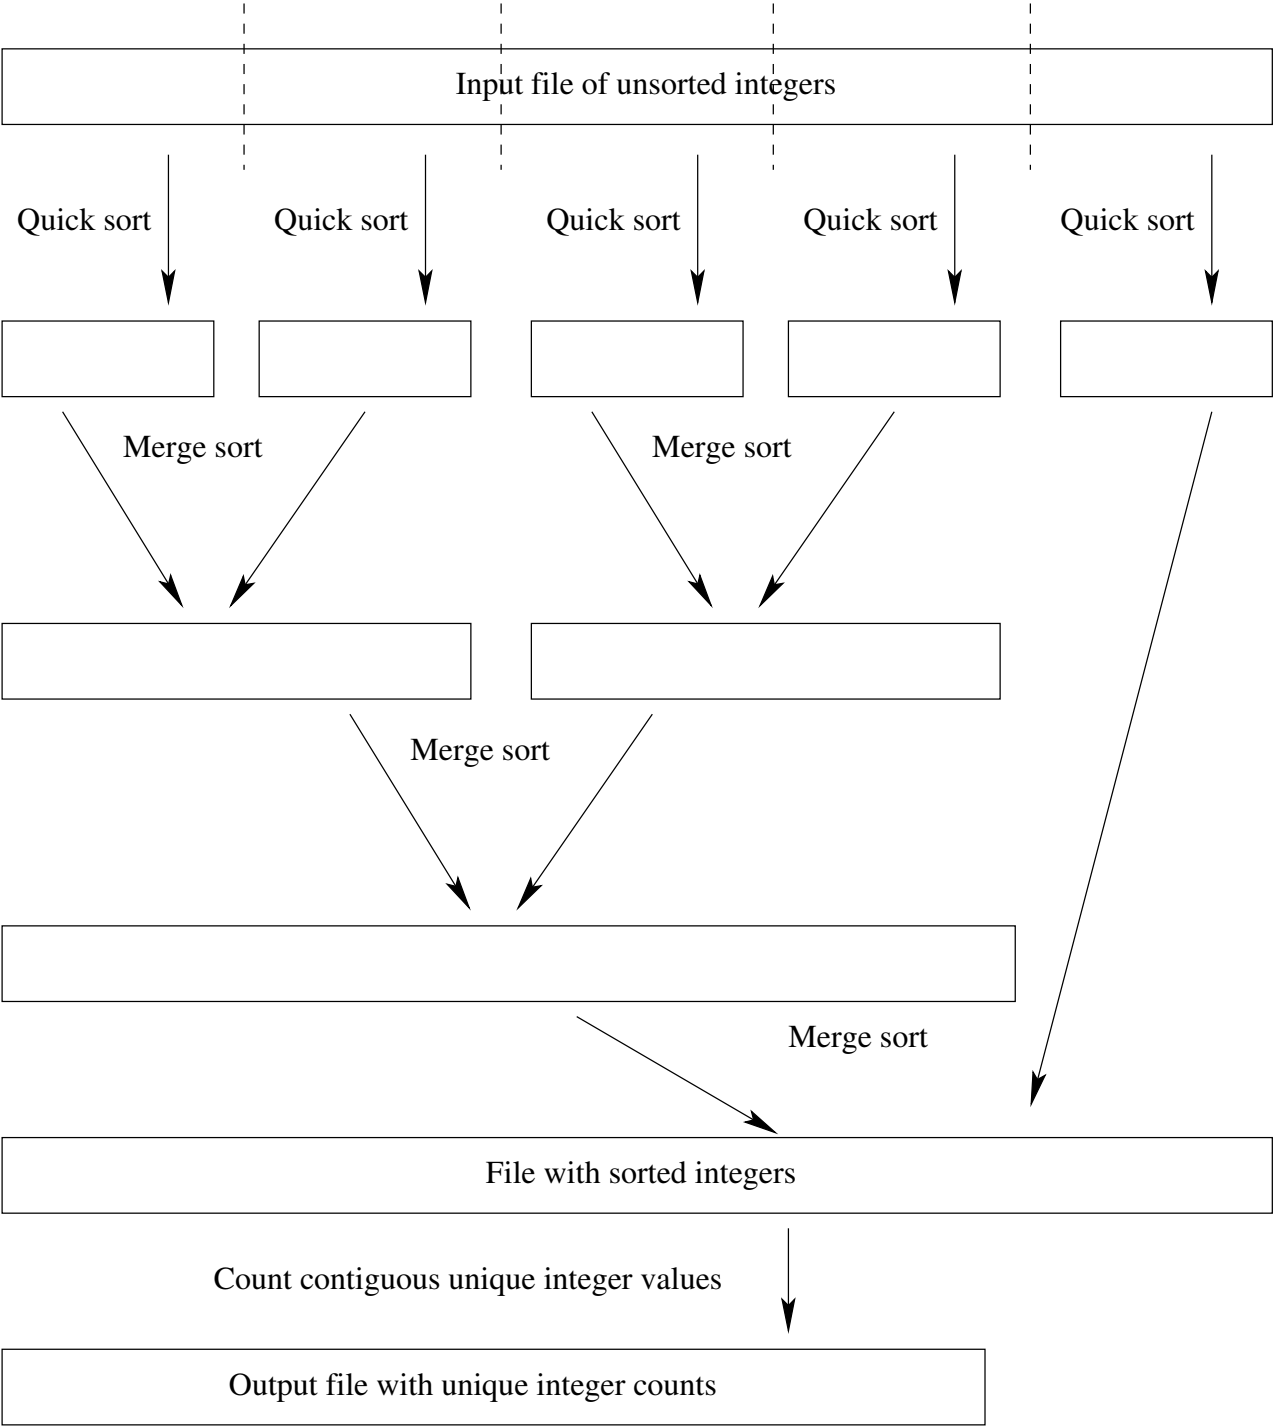 Input file of unsorted integers
Quick sort
Quick sort
Quick sort
Quick sort
Quick sort
Merge sort
Merge sort
Merge sort
Merge sort
File with sorted integers
Count contiguous unique integer values
Output file with unique integer counts